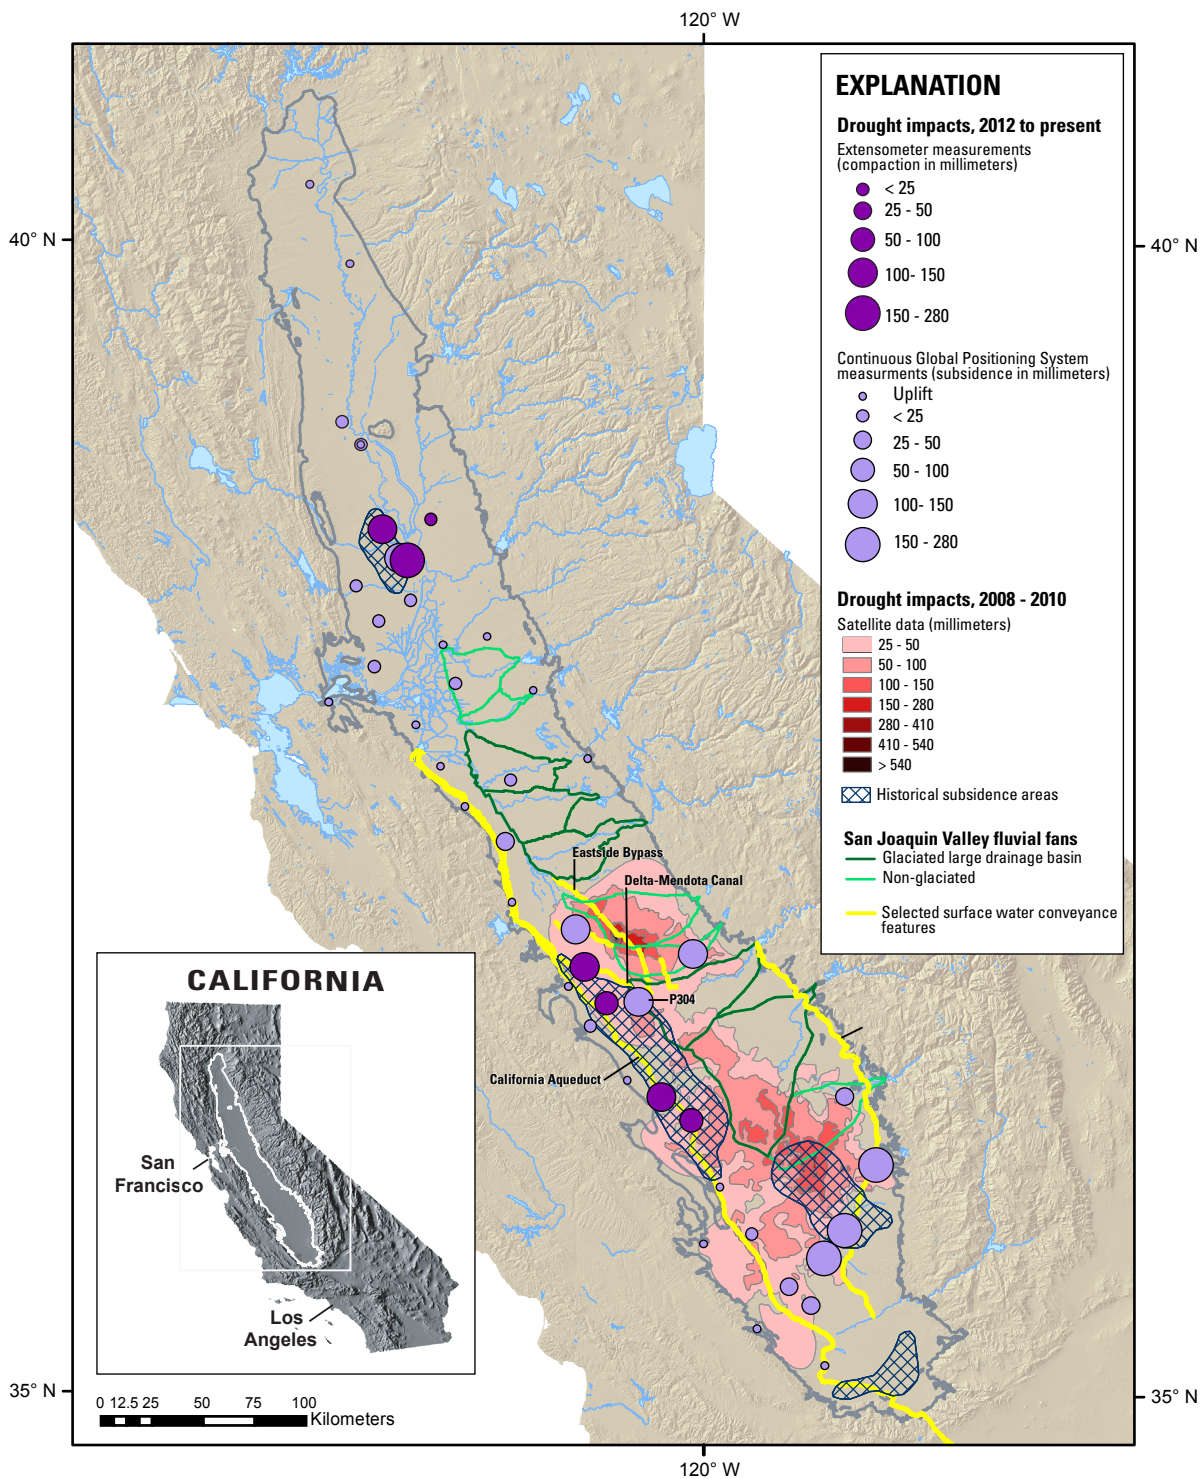 120° W
40° N
40° N
EXPLANATION
Drought impacts, 2012 to present
Extensometer measurements
(compaction in millimeters)
< 25
25 - 50
50 - 100
100- 150
150 - 280
Continuous Global Positioning System
measurments (subsidence in millimeters)
Uplift
< 25
25 - 50
50 - 100
100- 150
150 - 280
Drought impacts, 2008 - 2010
Satellite data (millimeters)
25 - 50
50 - 100
100 - 150
150 - 280
280 - 410
410 - 540
> 540
Historical subsidence areas
San Joaquin Valley fluvial fans
Glaciated large drainage basin
Non-glaciated
Selected surface water conveyance
features
Eastside Bypass
Delta-Mendota Canal
P304
California Aqueduct
CALIFORNIA
San
Francisco
Los
Angeles
35° N
35° N
0 12.5 25 50 75 100
Kilometers
120° W